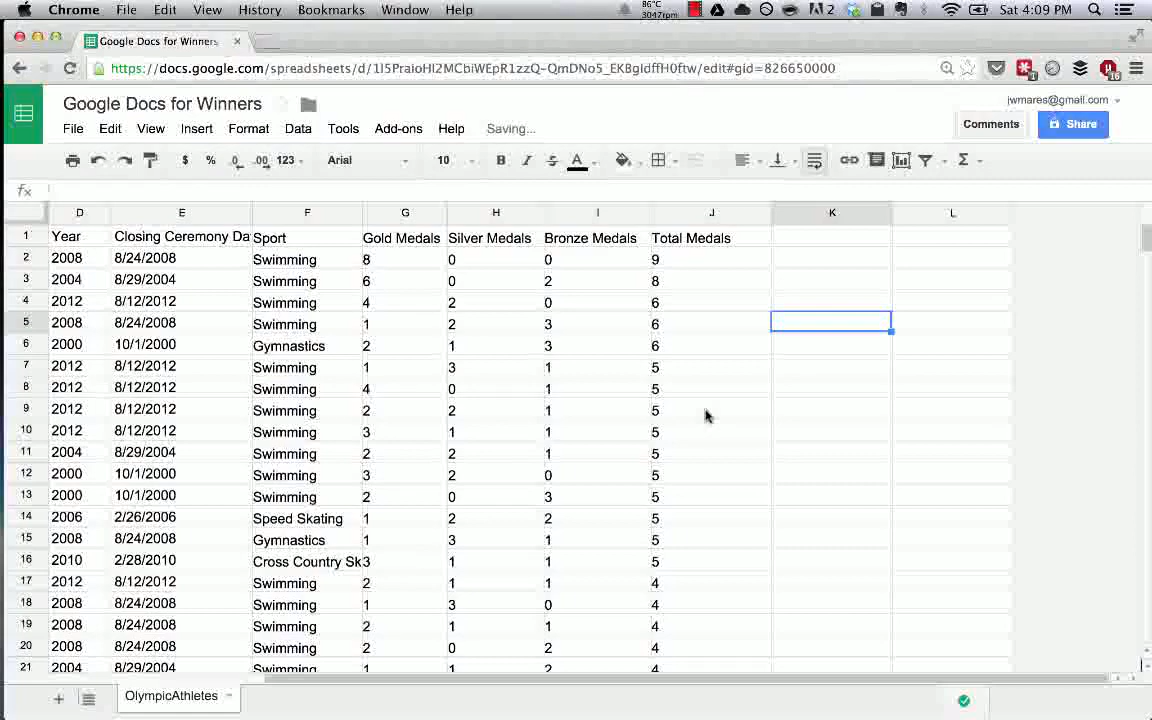 Chrome File Edit View History Bookmarks Window Help 86°C 3047rpm 2 Sat 4:09 PM
Google Docs for Winners
https://docs.google.com/spreadsheets/d/1I5PraIoHI2MCbiWEpR1zzQ-QmDNo5_EKBgIdffH0ftw/edit#gid=826650000 1 16
Google Docs for Winners jwmares@gmail.com
File Edit View Insert Format Data Tools Add-ons Help Saving... Comments Share
$ % .0 .00 123 Arial 10 B I S A Σ
fx
D E F G H I J K L
1 Year Closing Ceremony Da Sport Gold Medals Silver Medals Bronze Medals Total Medals
2 2008 8/24/2008 Swimming 8 0 0 9
3 2004 8/29/2004 Swimming 6 0 2 8
4 2012 8/12/2012 Swimming 4 2 0 6
5 2008 8/24/2008 Swimming 1 2 3 6
6 2000 10/1/2000 Gymnastics 2 1 3 6
7 2012 8/12/2012 Swimming 1 3 1 5
8 2012 8/12/2012 Swimming 4 0 1 5
9 2012 8/12/2012 Swimming 2 2 1 5
10 2012 8/12/2012 Swimming 3 1 1 5
11 2004 8/29/2004 Swimming 2 2 1 5
12 2000 10/1/2000 Swimming 3 2 0 5
13 2000 10/1/2000 Swimming 2 0 3 5
14 2006 2/26/2006 Speed Skating 1 2 2 5
15 2008 8/24/2008 Gymnastics 1 3 1 5
16 2010 2/28/2010 Cross Country Sk 3 1 1 5
17 2012 8/12/2012 Swimming 2 1 1 4
18 2008 8/24/2008 Swimming 1 3 0 4
19 2008 8/24/2008 Swimming 2 1 1 4
20 2008 8/24/2008 Swimming 2 0 2 4
21 2004 8/29/2004 Swimming 1 1 2 4
OlympicAthletes